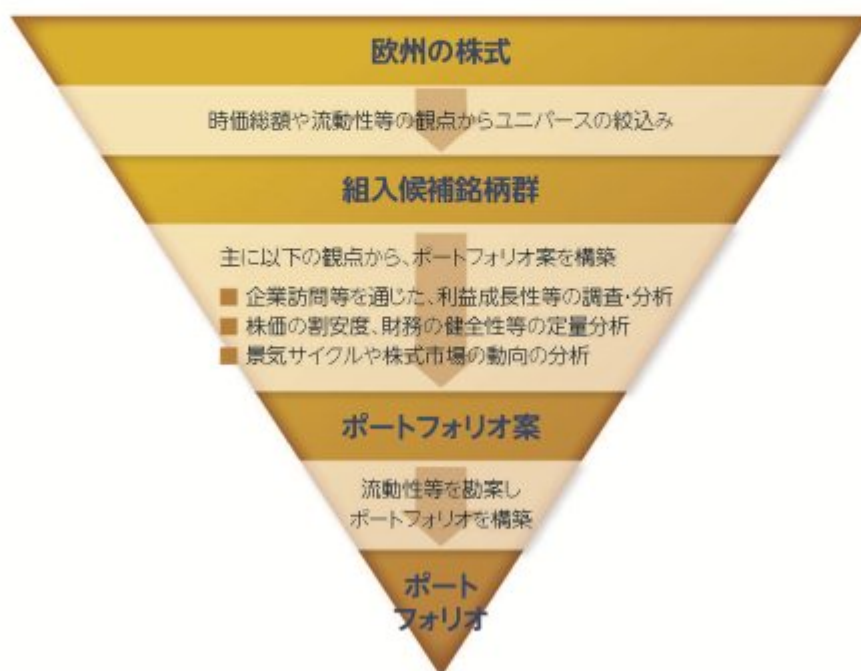 欧州の株式
時価総額や流動性等の観点からユニバースの絞込み
組入候補銘柄群
主に以下の観点から、ポートフォリオ案を構築
■ 企業訪問等を通じた、利益成長性等の調査・分析
■ 株価の割安度、財務の健全性等の定量分析
■ 景気サイクルや株式市場の動向の分析
ポートフォリオ案
流動性等を勘案し
ポートフォリオを構築
ポート
フォリオ